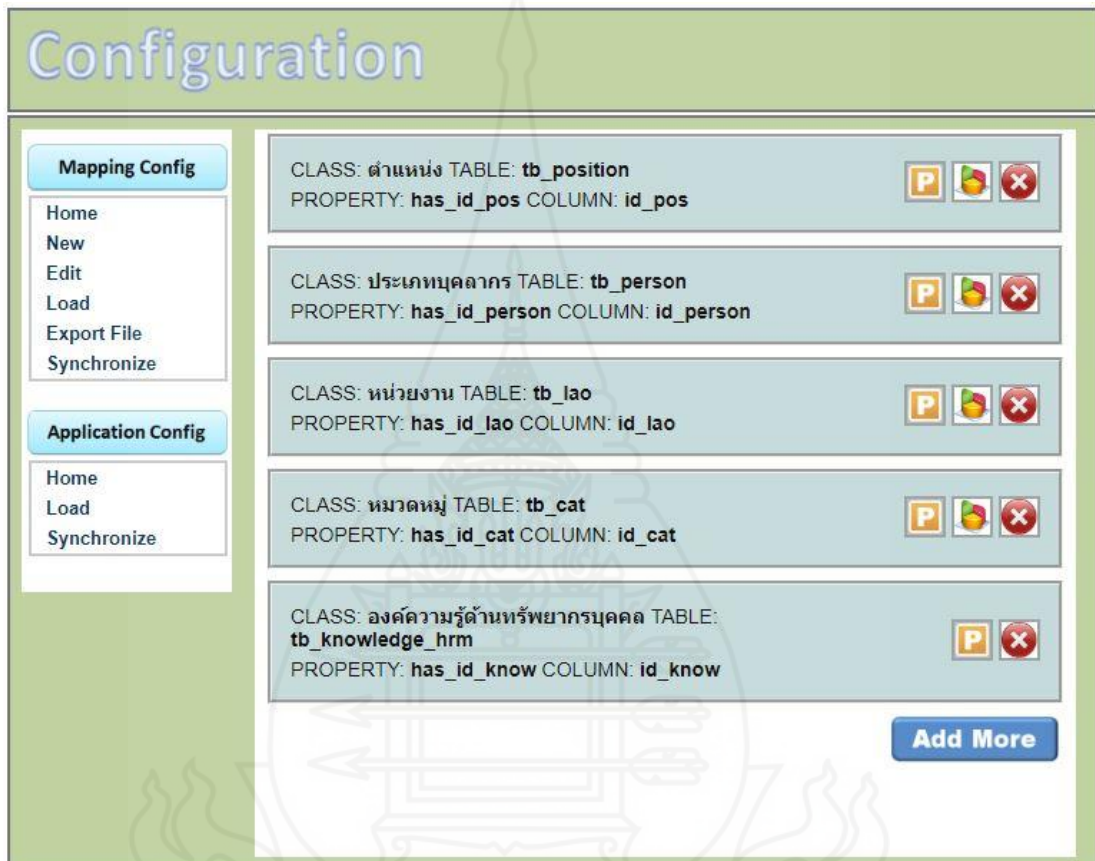 Configuration
Mapping Config
Home
New
Edit
Load
Export File
Synchronize
Application Config
Home
Load
Synchronize
CLASS: ตำแหน่ง TABLE: tb_position
PROPERTY: has_id_pos COLUMN: id_pos
P
CLASS: ประเภทบุคลากร TABLE: tb_person
PROPERTY: has_id_person COLUMN: id_person
P
CLASS: หน่วยงาน TABLE: tb_lao
PROPERTY: has_id_lao COLUMN: id_lao
P
CLASS: หมวดหมู่ TABLE: tb_cat
PROPERTY: has_id_cat COLUMN: id_cat
P
CLASS: องค์ความรู้ด้านทรัพยากรบุคคล TABLE:
tb_knowledge_hrm
PROPERTY: has_id_know COLUMN: id_know
P
Add More